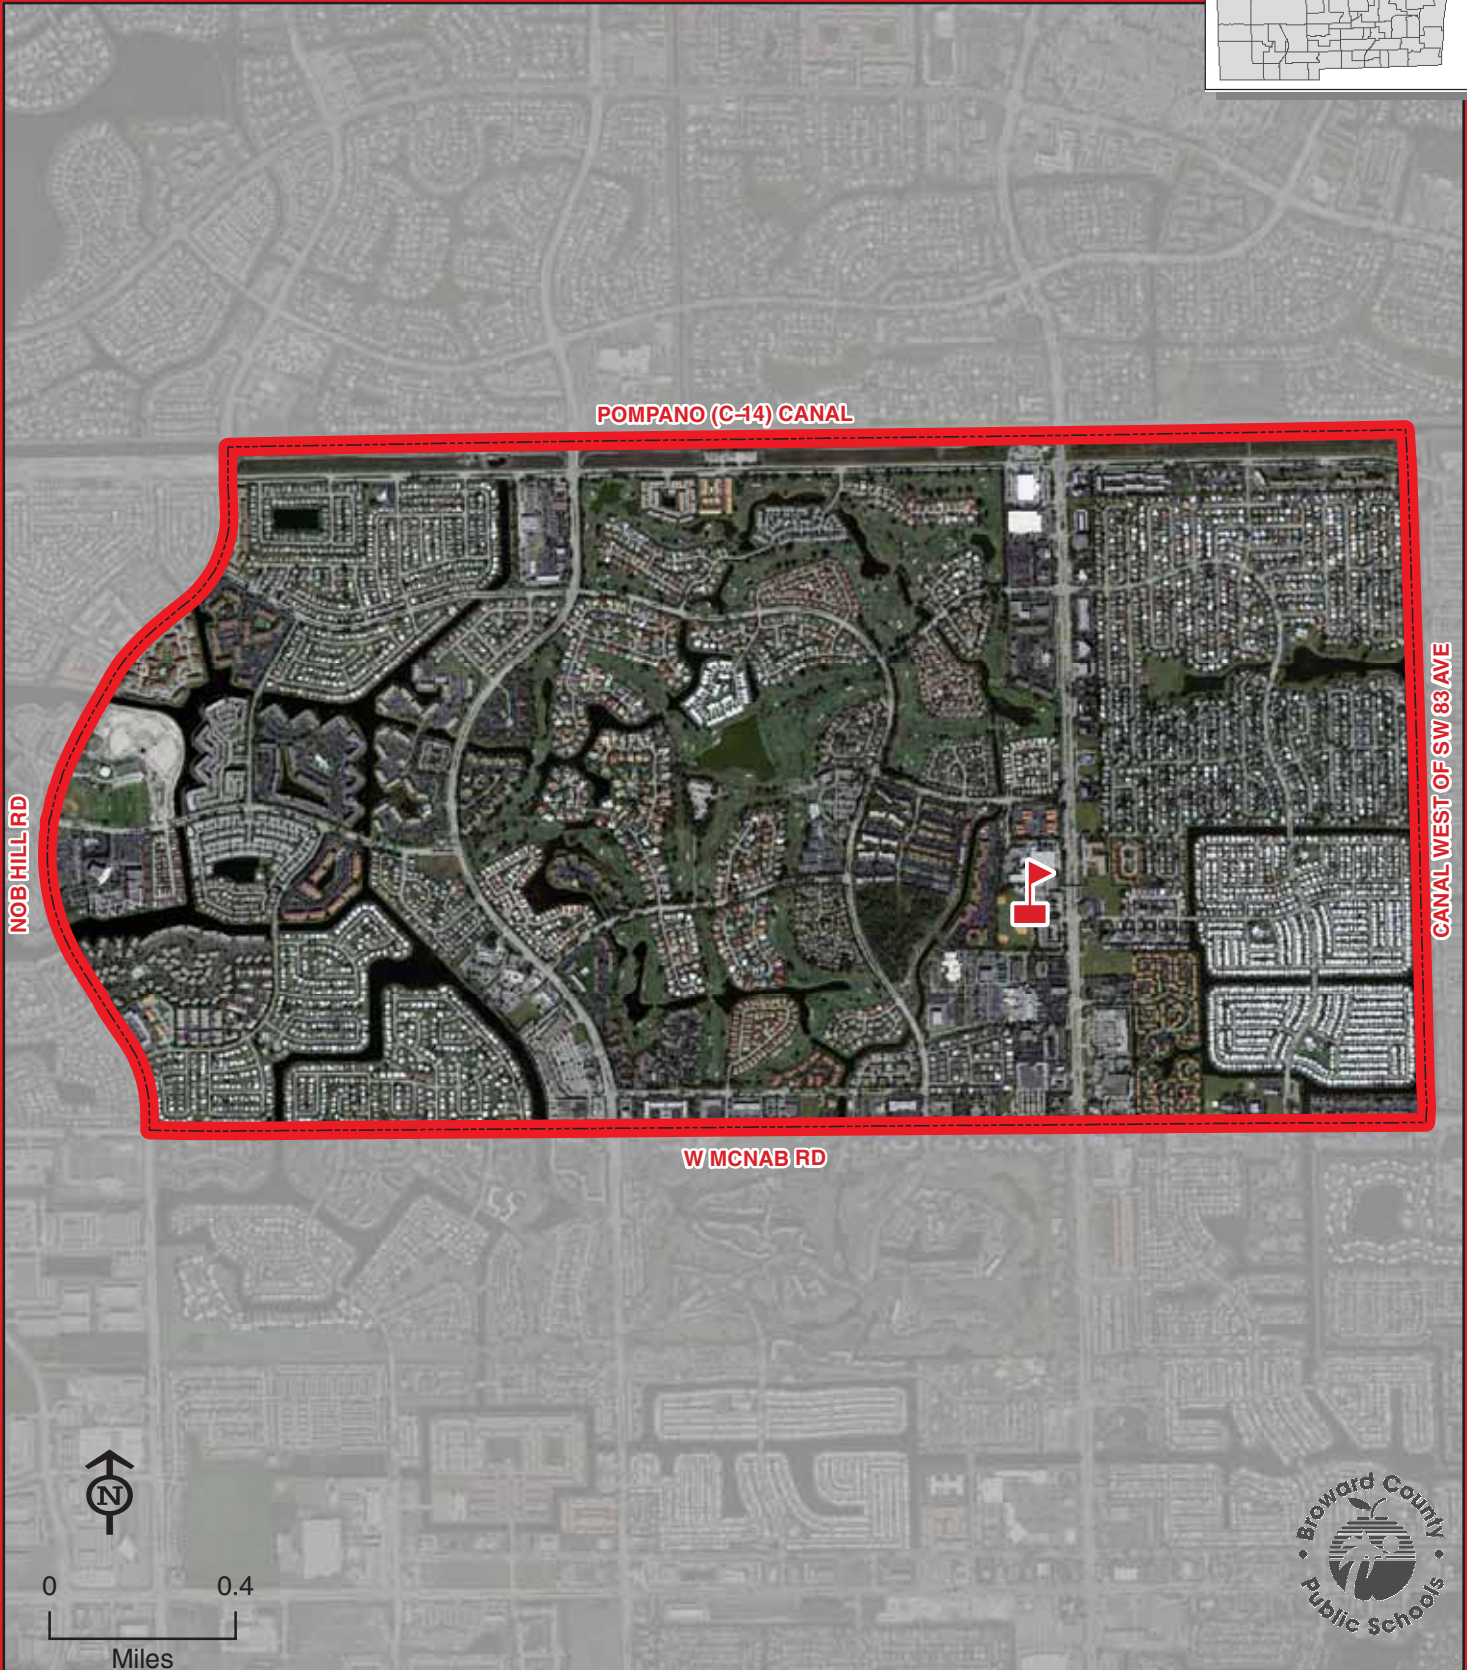 POMPANO (C-14) CANAL
NOB HILL RD
CANAL WEST OF SW 83 AVE
W MCNAB RD
N
0 0.4
Miles
Broward County
Public Schools